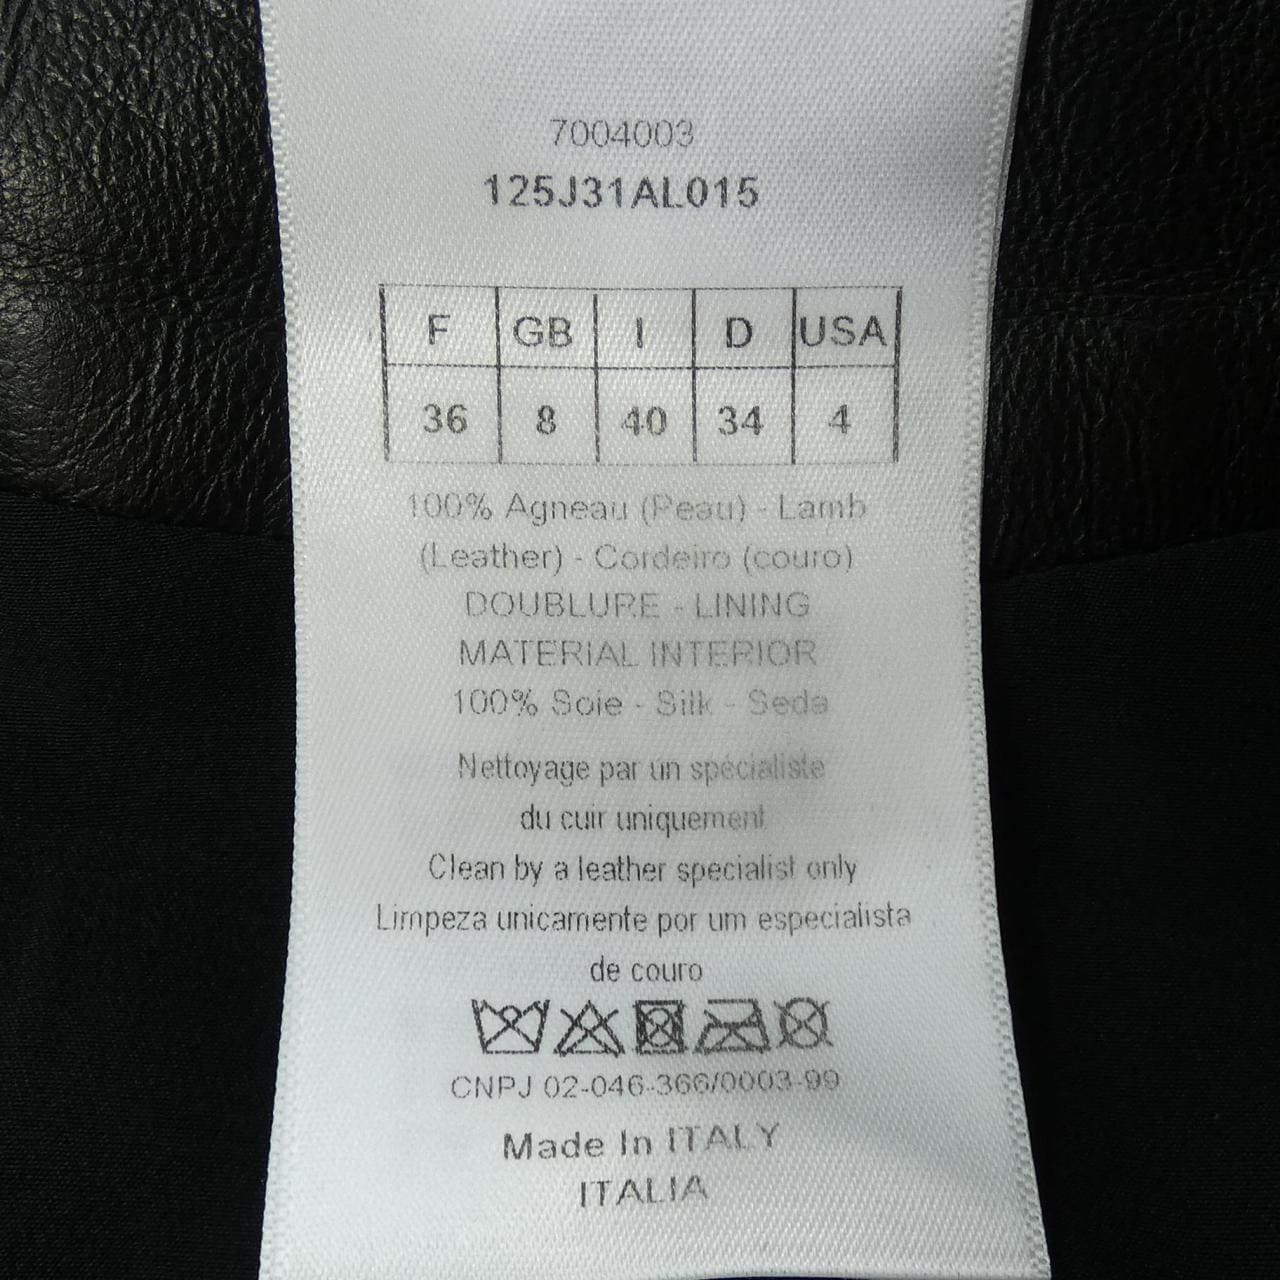 7004003
125J31AL015
F GB I D USA
36 8 40 34 4
100% Agneau (Peau) - Lamb
(Leather) - Cordeiro (couro)
DOUBLURE - LINING
MATERIAL INTERIOR
100% Soie - Silk - Seda
Nettoyage par un spécialiste
du cuir uniquement
Clean by a leather specialist only
Limpeza unicamente por um especialista
de couro
CNPJ 02-046-366/0003-99
Made In ITALY
ITALIA